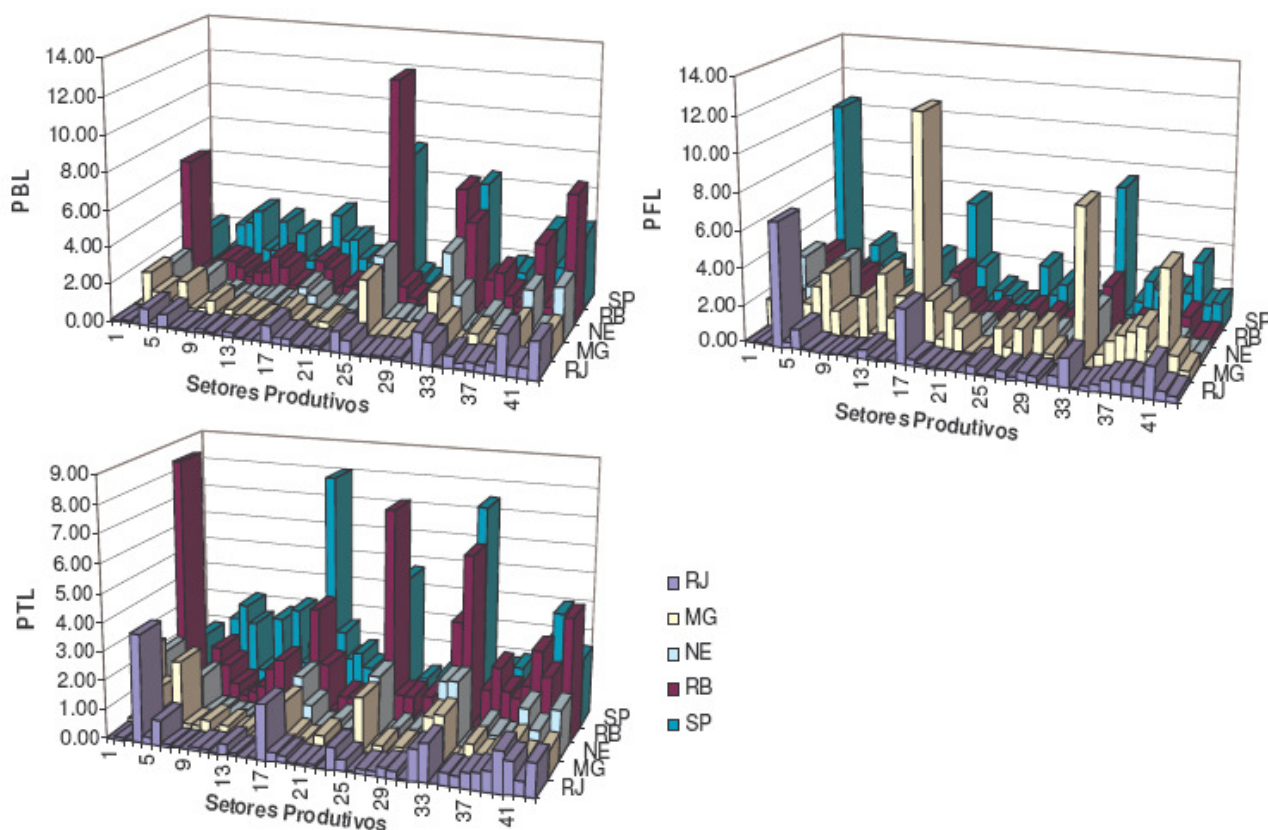 14.00
12.00
10.00
8.00
6.00
4.00
2.00
0.00
PBL
1
5
9
13
17
21
25
29
33
37
41
Setores Produtivos
SP
RB
NE
MG
RJ
14.00
12.00
10.00
8.00
6.00
4.00
2.00
0.00
PFL
1
5
9
13
17
21
25
29
33
37
41
Setores Produtivos
SP
RB
NE
MG
RJ
9.00
8.00
7.00
6.00
5.00
4.00
3.00
2.00
1.00
0.00
PTL
1
5
9
13
17
21
25
29
33
37
41
Setores Produtivos
SP
RB
NE
MG
RJ
RJ
MG
NE
RB
SP